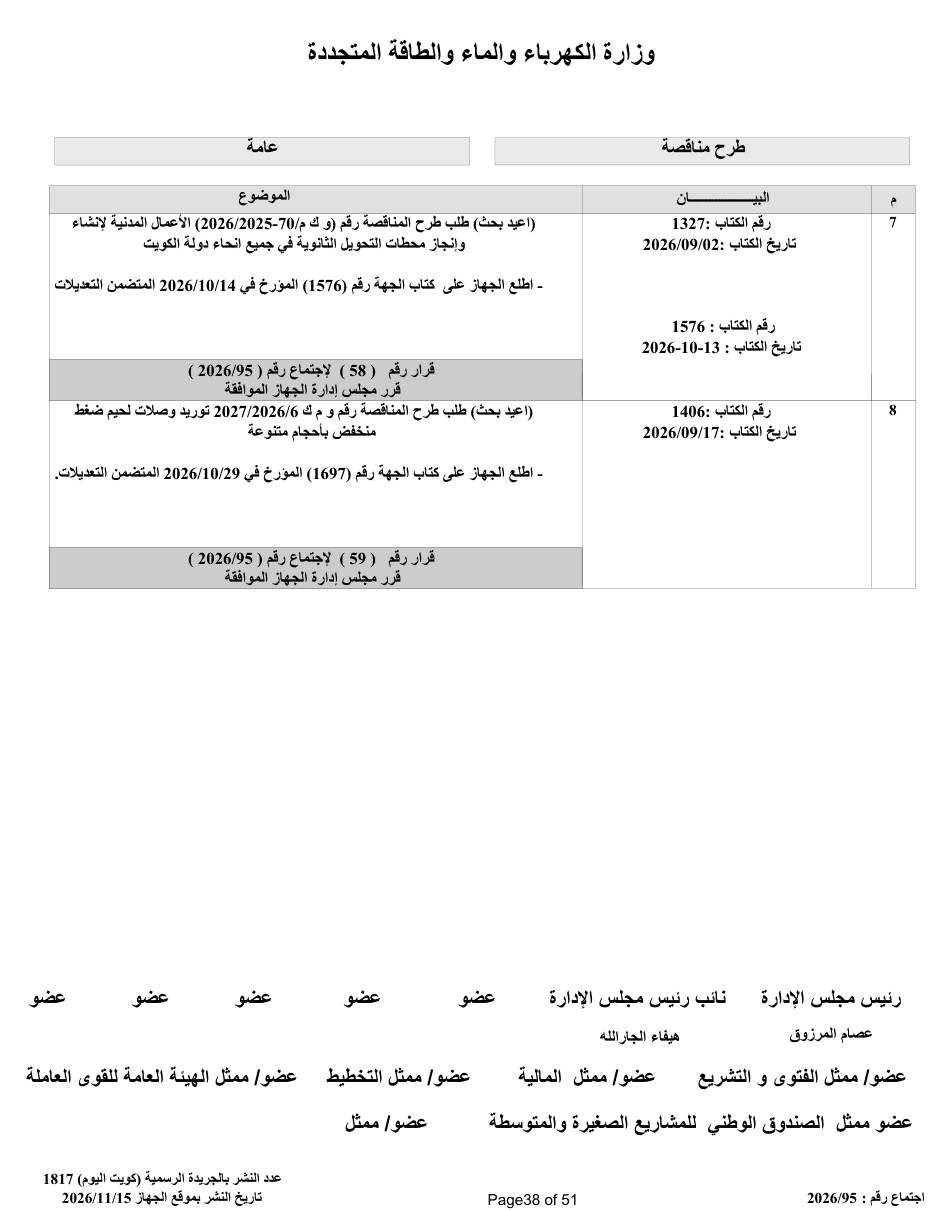 وزارة الكهرباء والماء والطاقة المتجددة
طرح مناقصة
عامة
م
البيـــــــــــــــان
الموضوع
7
رقم الكتاب :1327
تاريخ الكتاب :2026/09/02
رقم الكتاب : 1576
تاريخ الكتاب : 13-10-2026
(اعيد بحث) طلب طرح المناقصة رقم (و ك م/70-2026/2025) الأعمال المدنية لإنشاء
وإنجاز محطات التحويل الثانوية في جميع انحاء دولة الكويت
- اطلع الجهاز على كتاب الجهة رقم (1576) المؤرخ في 2026/10/14 المتضمن التعديلات
قرار رقم ( 58 ) لإجتماع رقم ( 2026/95 )
قرر مجلس إدارة الجهاز الموافقة
8
رقم الكتاب :1406
تاريخ الكتاب :2026/09/17
(اعيد بحث) طلب طرح المناقصة رقم و م ك 2027/2026/6 توريد وصلات لحيم ضغط
منخفض بأحجام متنوعة
- اطلع الجهاز على كتاب الجهة رقم (1697) المؤرخ في 2026/10/29 المتضمن التعديلات.
قرار رقم ( 59 ) لإجتماع رقم ( 2026/95 )
قرر مجلس إدارة الجهاز الموافقة
رئيس مجلس الإدارة نائب رئيس مجلس الإدارة عضو عضو عضو عضو عضو
عصام المرزوق هيفاء الجارالله
عضو/ ممثل الفتوى و التشريع عضو/ ممثل المالية عضو/ ممثل التخطيط عضو/ ممثل الهيئة العامة للقوى العاملة
عضو ممثل الصندوق الوطني للمشاريع الصغيرة والمتوسطة عضو/ ممثل
عدد النشر بالجريدة الرسمية (كويت اليوم) 1817
اجتماع رقم : 2026/95 Page38 of 51 تاريخ النشر بموقع الجهاز 2026/11/15